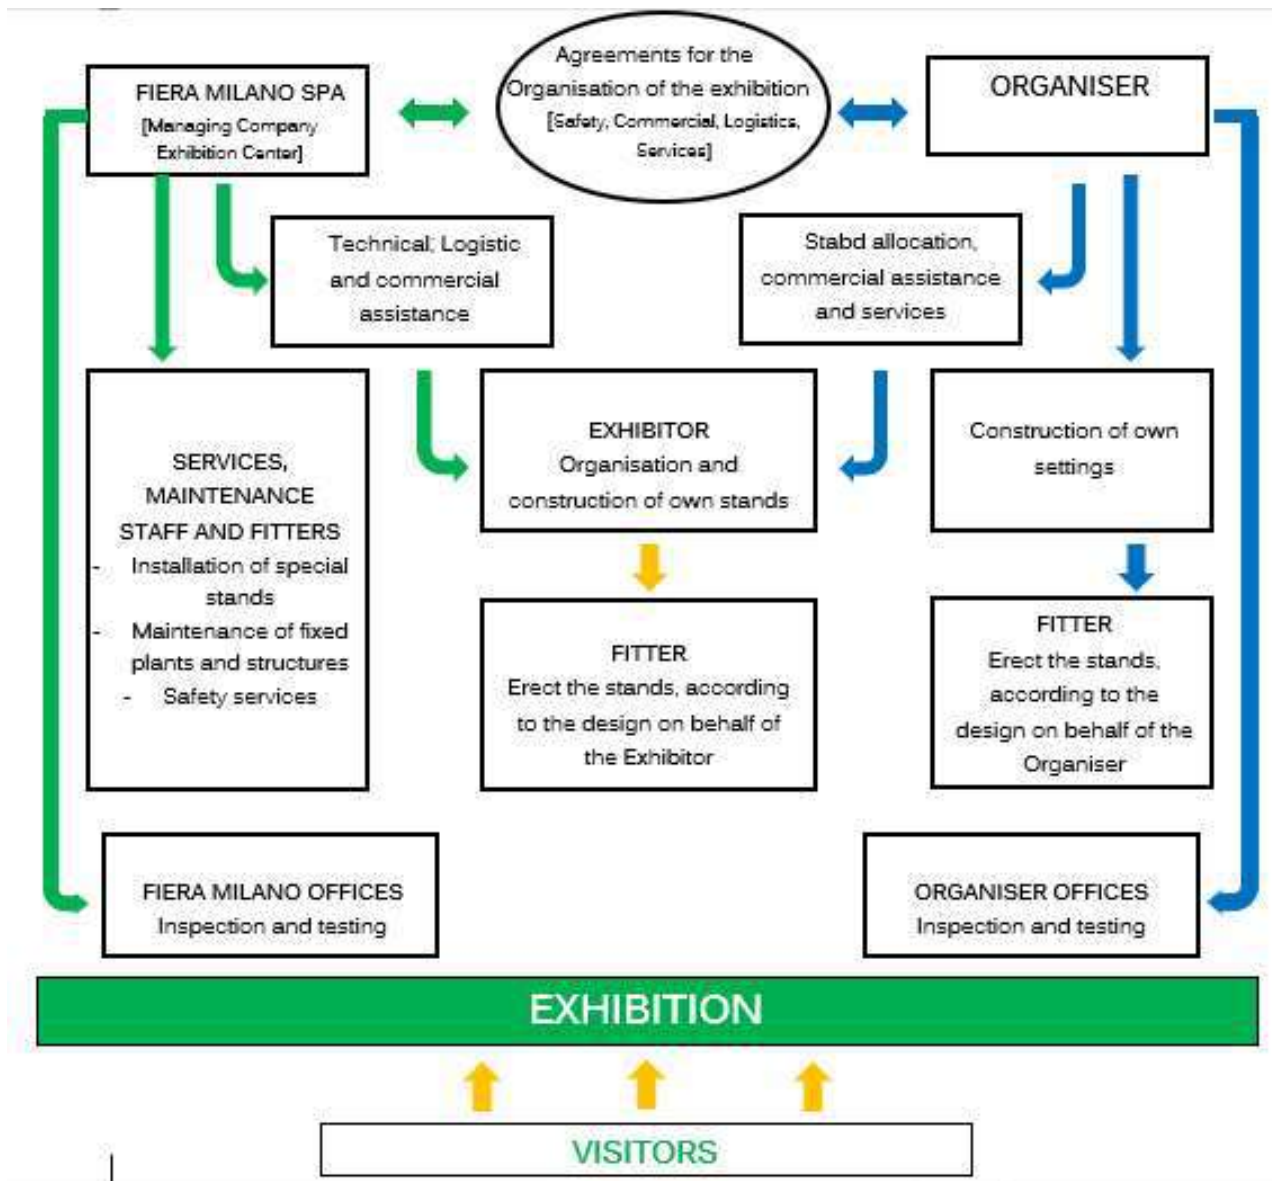 FIERA MILANO SPA
[Managing Company
Exhibition Center]
Agreements for the
Organisation of the exhibition
[Safety, Commercial, Logistics,
Services]
ORGANISER
Technical, Logistic
and commercial
assistance
Stabd allocation,
commercial assistance
and services
SERVICES,
MAINTENANCE
STAFF AND FITTERS
- Installation of special
stands
- Maintenance of fixed
plants and structures
- Safety services
EXHIBITOR
Organisation and
construction of own stands
Construction of own
settings
FITTER
Erect the stands, according
to the design on behalf of
the Exhibitor
FITTER
Erect the stands,
according to the
design on behalf of the
Organiser
FIERA MILANO OFFICES
Inspection and testing
ORGANISER OFFICES
Inspection and testing
EXHIBITION
VISITORS